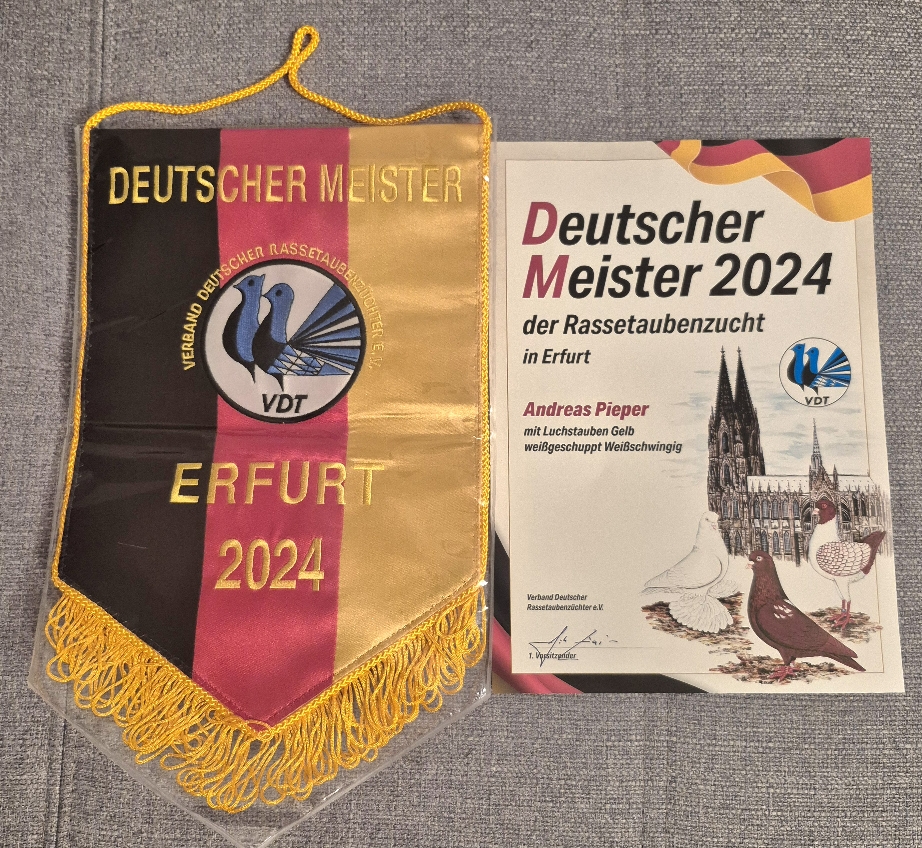 DEUTSCHER MEISTER
VERBAND DEUTSCHER RASSETAUBENZÜCHTER E.V.
VDT
ERFURT
2024
Deutscher
Meister 2024
der Rassetaubenzucht
in Erfurt
VDT
Andreas Pieper
mit Luchstauben Gelb
weißgeschuppt Weißschwingig
Verband Deutscher
Rassetaubenzüchter e.V.
1. Vorsitzender